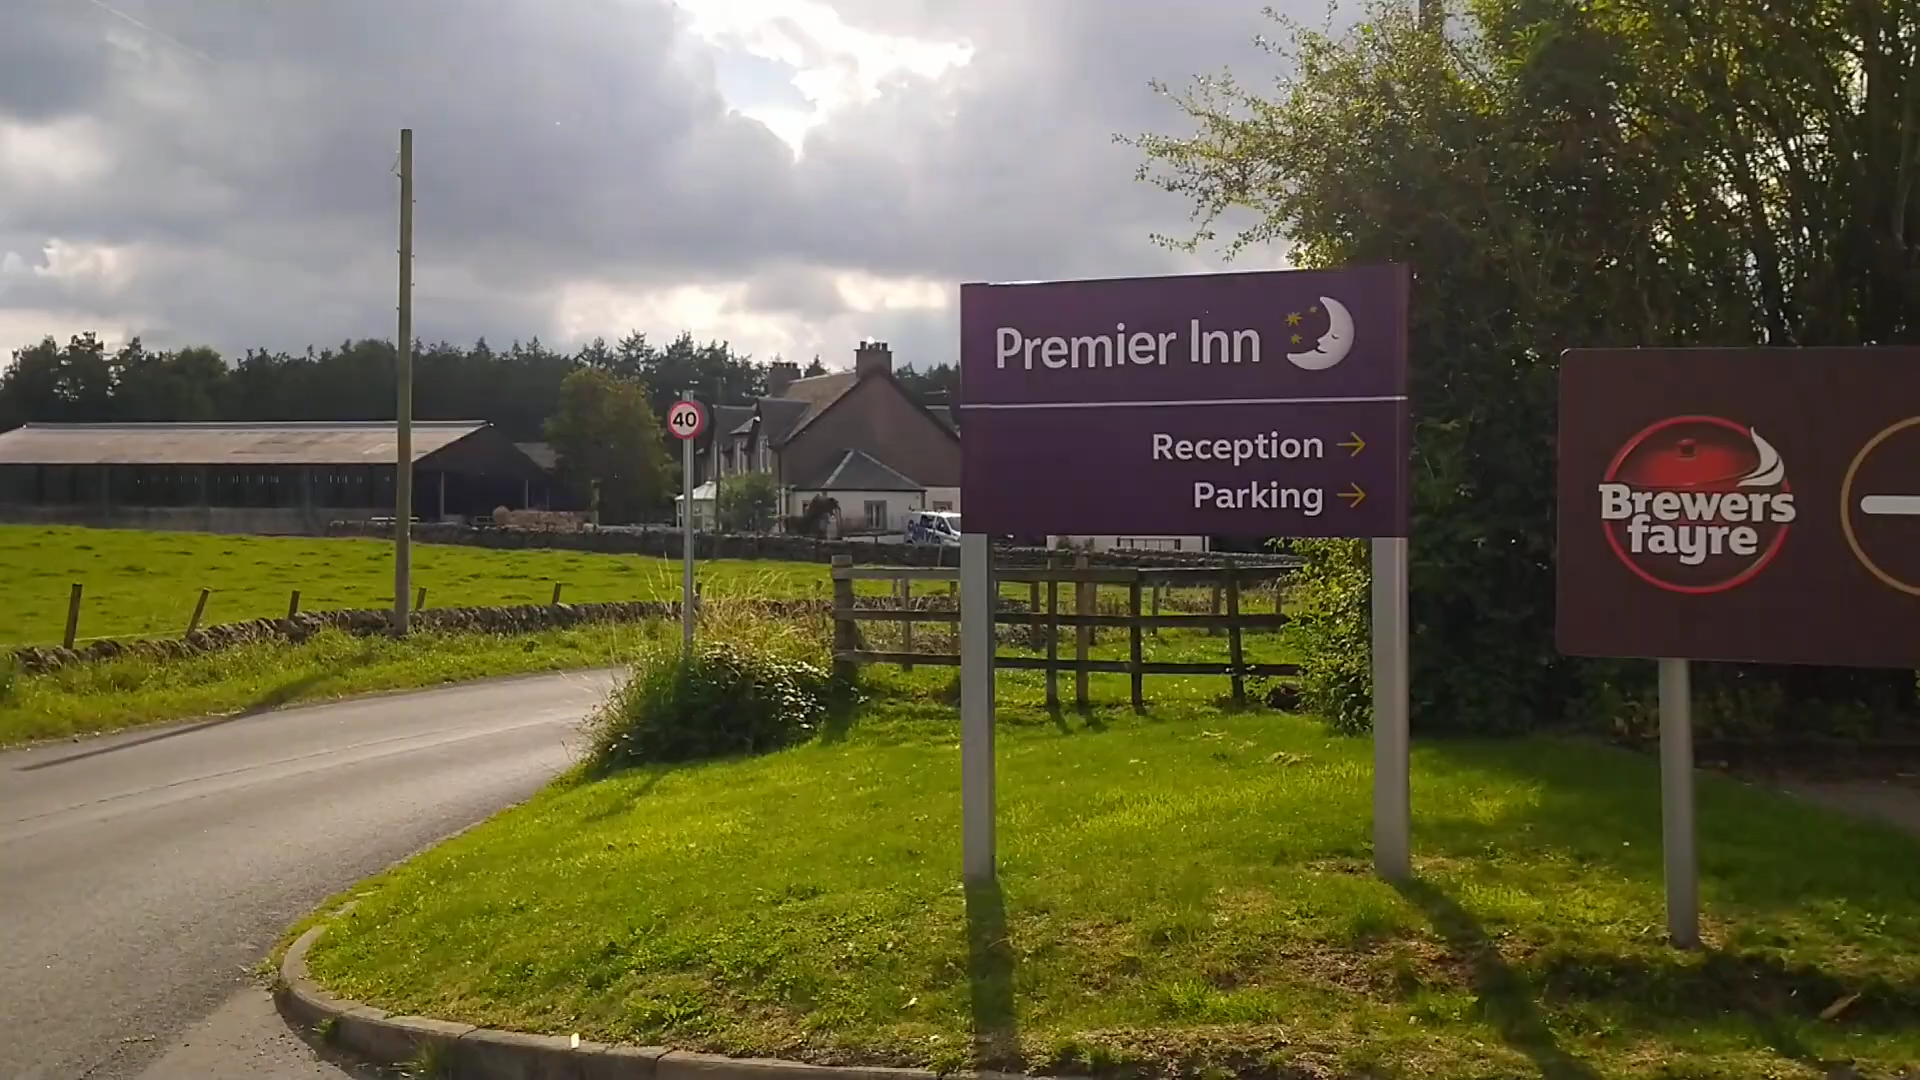 40
Premier Inn
Reception →
Parking →
Brewers
fayre